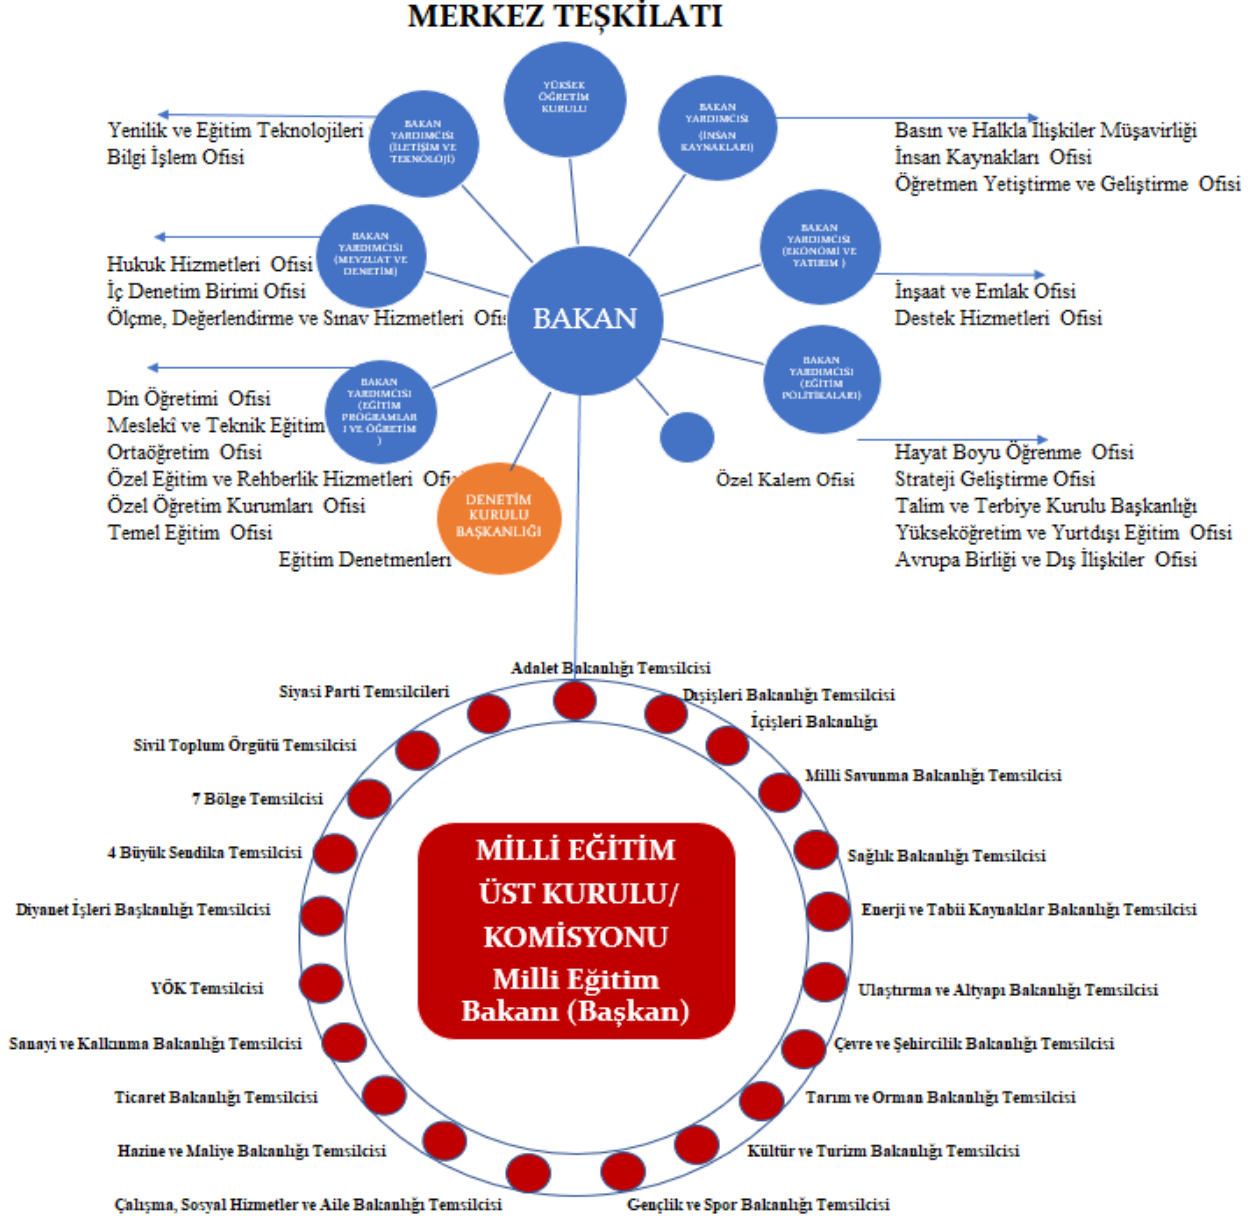 MERKEZ TEŞKİLATI
YÜKSEK
ÖĞRETİM
KURULU
BAKAN
YARDIMCISI
(İLETİŞİM VE
TEKNOLOJİ)
Yenilik ve Eğitim Teknolojileri
Bilgi İşlem Ofisi
BAKAN
YARDIMCISI
(İNSAN
KAYNAKLARI)
Basın ve Halkla İlişkiler Müşavirliği
İnsan Kaynakları Ofisi
Öğretmen Yetiştirme ve Geliştirme Ofisi
BAKAN
YARDIMCISI
(MEVZUAT VE
DENETİM)
Hukuk Hizmetleri Ofisi
İç Denetim Birimi Ofisi
Ölçme, Değerlendirme ve Sınav Hizmetleri Ofis
BAKAN
YARDIMCISI
(EKONOMİ VE
YATIRIM )
İnşaat ve Emlak Ofisi
Destek Hizmetleri Ofisi
BAKAN
BAKAN
YARDIMCISI
(EĞİTİM
PROGRAMLAR
I VE ÖĞRETİM
)
Din Öğretimi Ofisi
Meslekî ve Teknik Eğitim
Ortaöğretim Ofisi
Özel Eğitim ve Rehberlik Hizmetleri Ofi
Özel Öğretim Kurumları Ofisi
Temel Eğitim Ofisi
BAKAN
YARDIMCISI
(EĞİTİM
POLİTİKALARI)
Hayat Boyu Öğrenme Ofisi
Strateji Geliştirme Ofisi
Talim ve Terbiye Kurulu Başkanlığı
Yükseköğretim ve Yurtdışı Eğitim Ofisi
Avrupa Birliği ve Dış İlişkiler Ofisi
Özel Kalem Ofisi
DENETİM
KURULU
BAŞKANLIĞI
Eğitim Denetmenleri
Adalet Bakanlığı Temsilcisi
Siyasi Parti Temsilcileri
Dışişleri Bakanlığı Temsilcisi
İçişleri Bakanlığı
Sivil Toplum Örgütü Temsilcisi
Milli Savunma Bakanlığı Temsilcisi
7 Bölge Temsilcisi
4 Büyük Sendika Temsilcisi
Sağlık Bakanlığı Temsilcisi
Diyanet İşleri Başkanlığı Temsilcisi
Enerji ve Tabii Kaynaklar Bakanlığı Temsilcisi
MİLLİ EĞİTİM
ÜST KURULU/
KOMİSYONU
Milli Eğitim
Bakanı (Başkan)
YÖK Temsilcisi
Ulaştırma ve Altyapı Bakanlığı Temsilcisi
Sanayi ve Kalkınma Bakanlığı Temsilcisi
Çevre ve Şehircilik Bakanlığı Temsilcisi
Ticaret Bakanlığı Temsilcisi
Tarım ve Orman Bakanlığı Temsilcisi
Hazine ve Maliye Bakanlığı Temsilcisi
Kültür ve Turizm Bakanlığı Temsilcisi
Çalışma, Sosyal Hizmetler ve Aile Bakanlığı Temsilcisi
Gençlik ve Spor Bakanlığı Temsilcisi